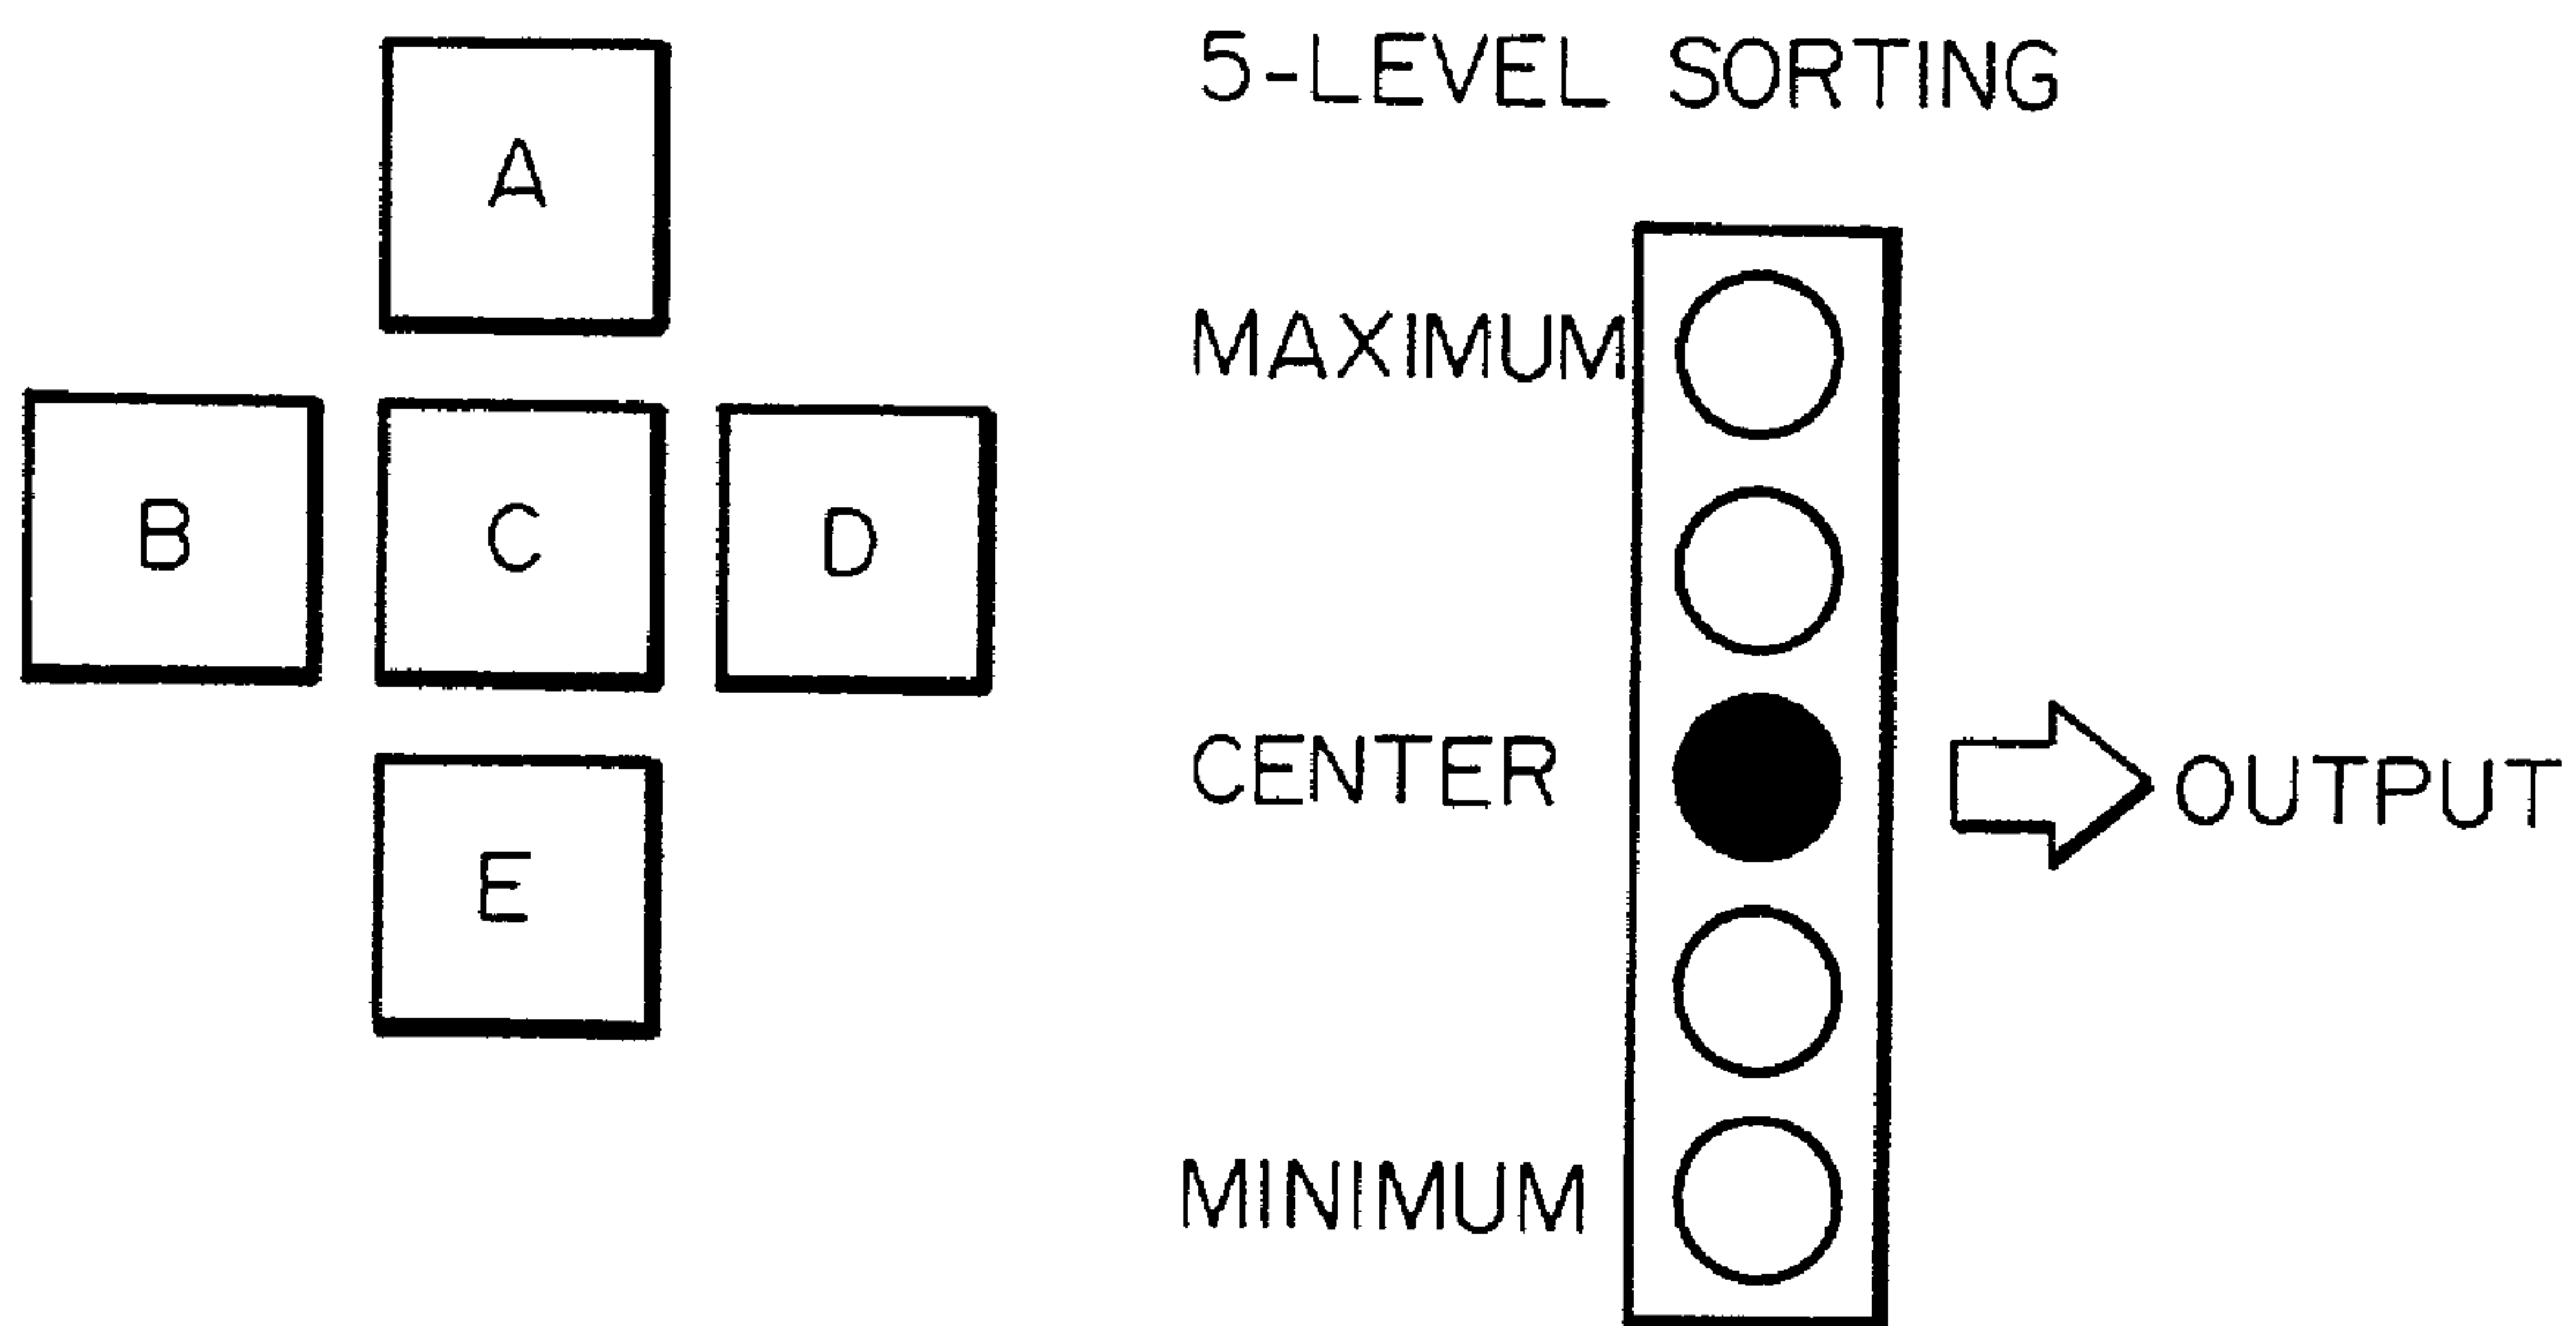 A
B C D
E
5-LEVEL SORTING
MAXIMUM
CENTER
OUTPUT
MINIMUM